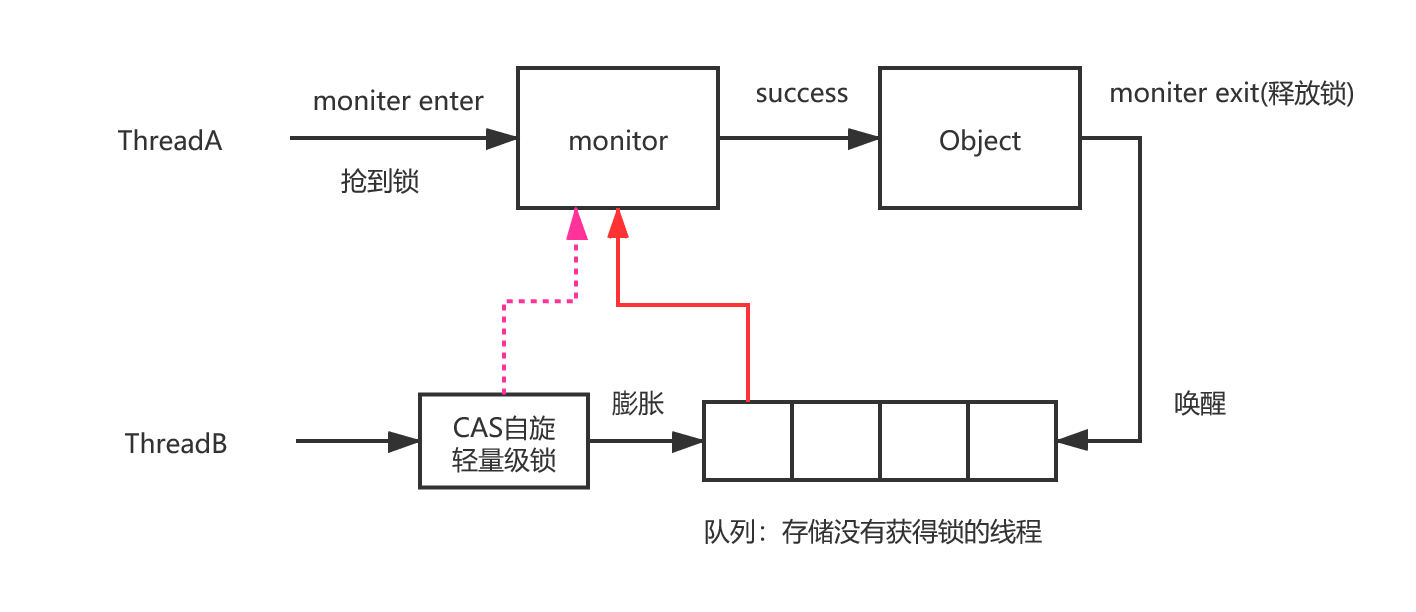 moniter enter
success
moniter exit(释放锁)
ThreadA
monitor
Object
抢到锁
膨胀
唤醒
ThreadB
CAS自旋
轻量级锁
队列：存储没有获得锁的线程